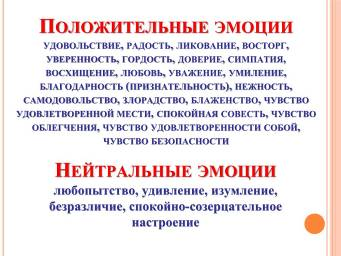 Положительные эмоции
удовольствие, радость, ликование, восторг,
уверенность, гордость, доверие, симпатия,
восхищение, любовь, уважение, умиление,
благодарность (признательность), нежность,
самодовольство, злорадство, блаженство, чувство
удовлетворенной мести, спокойная совесть, чувство
облегчения, чувство удовлетворенности собой,
чувство безопасности
Нейтральные эмоции
любопытство, удивление, изумление,
безразличие, спокойно-созерцательное
настроение